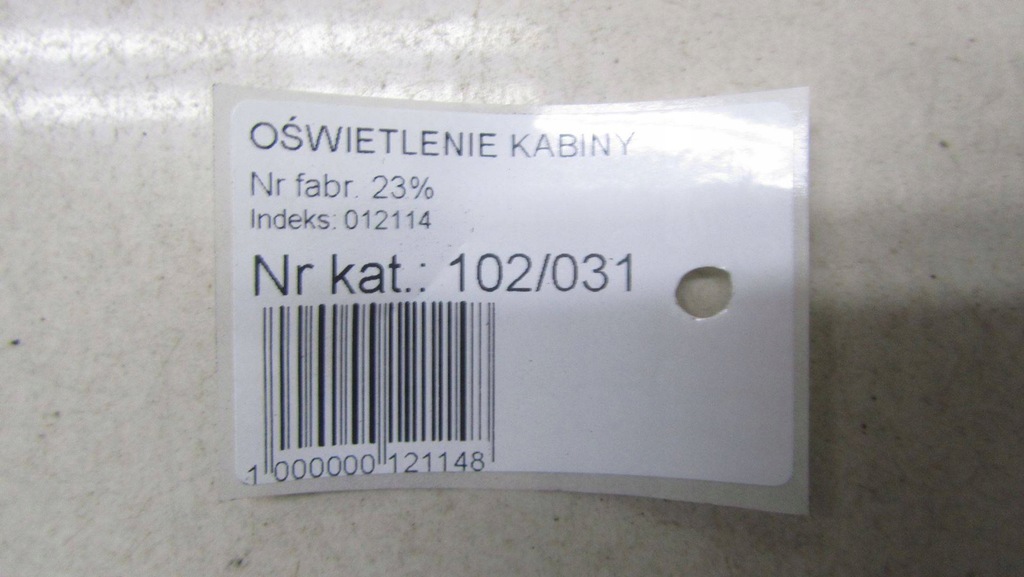 OŚWIETLENIE KABINY
Nr fabr. 23%
Indeks: 012114
Nr kat.: 102/031
1 000000 121148